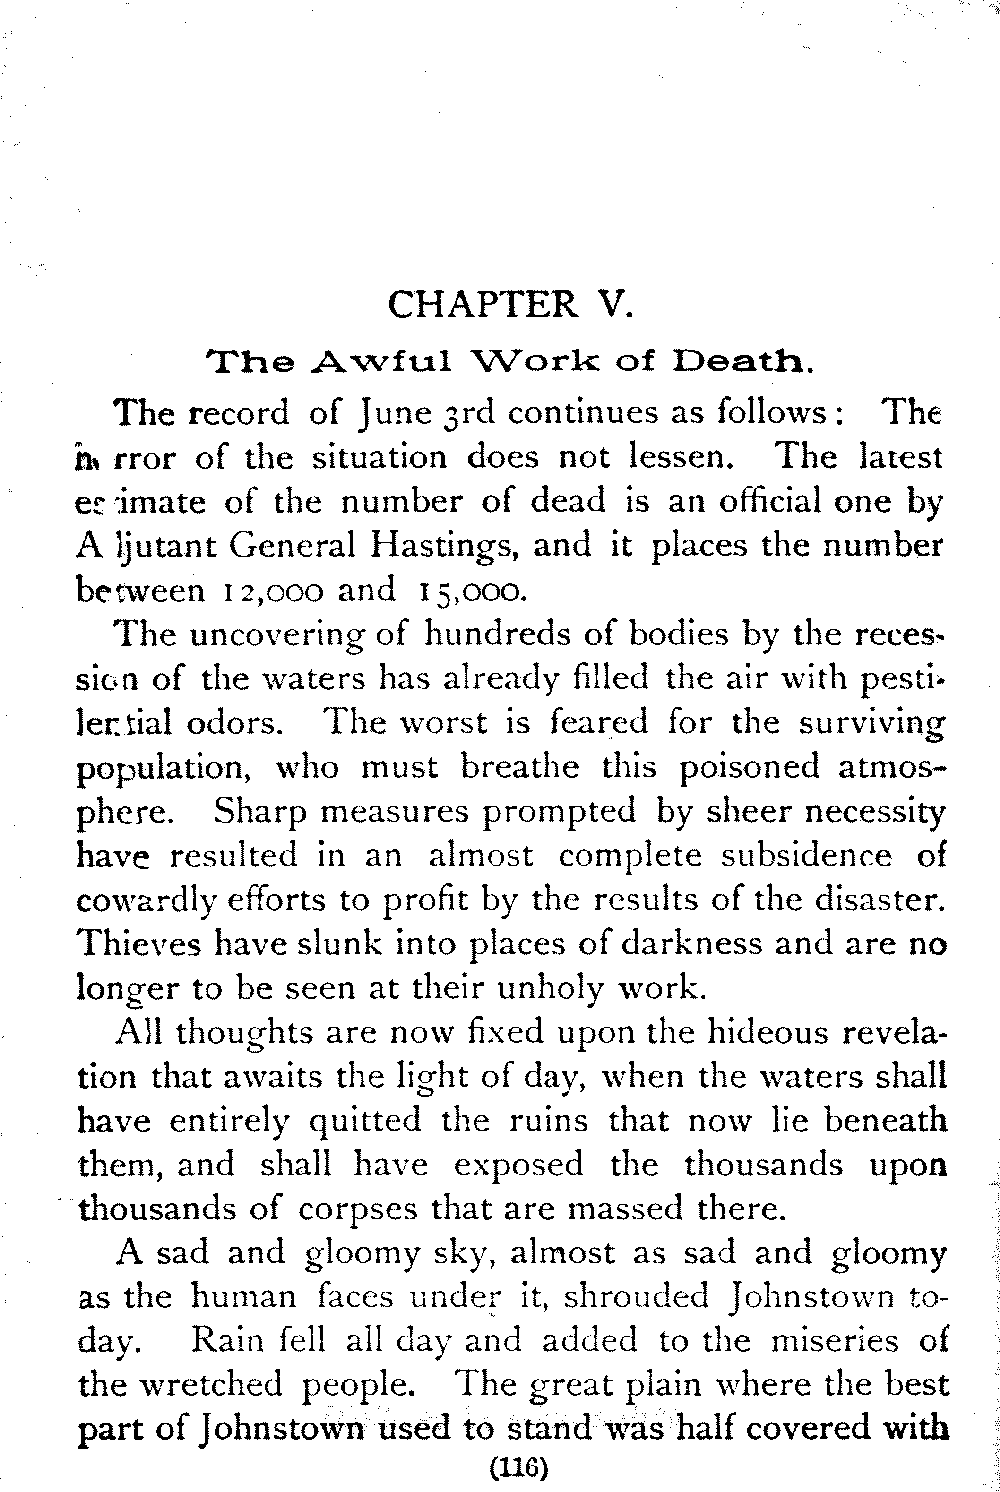 CHAPTER V.
The Awful Work of Death.
The record of June 3rd continues as follows: The
rror of the situation does not lessen. The latest
estimate of the number of dead is an official one by
Adjutant General Hastings, and it places the number
between 12,000 and 15,000.
The uncovering of hundreds of bodies by the reces-
sion of the waters has already filled the air with pesti-
lential odors. The worst is feared for the surviving
population, who must breathe this poisoned atmos-
phere. Sharp measures prompted by sheer necessity
have resulted in an almost complete subsidence of
cowardly efforts to profit by the results of the disaster.
Thieves have slunk into places of darkness and are no
longer to be seen at their unholy work.
All thoughts are now fixed upon the hideous revela-
tion that awaits the light of day, when the waters shall
have entirely quitted the ruins that now lie beneath
them, and shall have exposed the thousands upon
thousands of corpses that are massed there.
A sad and gloomy sky, almost as sad and gloomy
as the human faces under it, shrouded Johnstown to-
day. Rain fell all day and added to the miseries of
the wretched people. The great plain where the best
part of Johnstown used to stand was half covered with
(116)